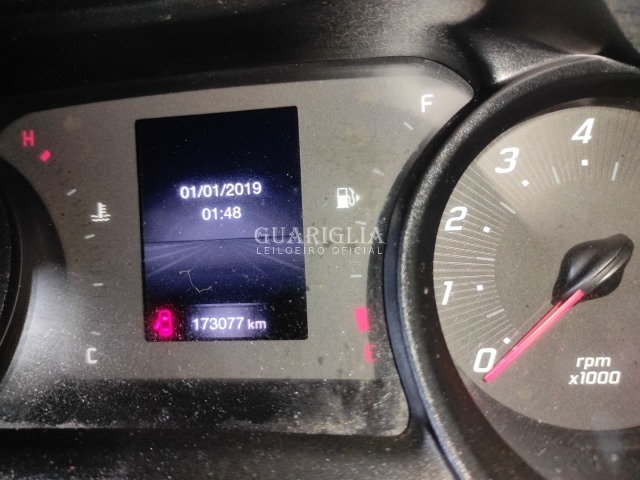 H
F
01/01/2019
01:48
GUARIGLIA
LEILOEIRO OFICIAL
173077 km
C
E
4
3
2
1
0
rpm
x1000